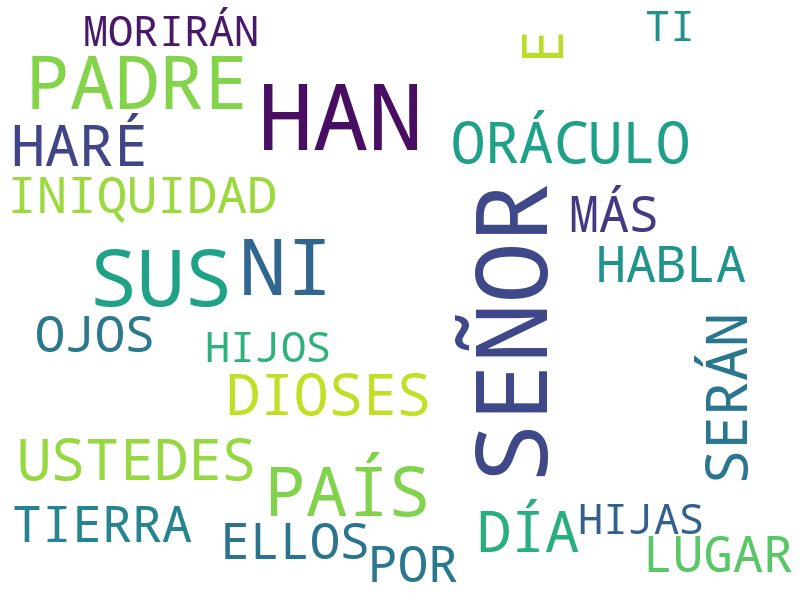 MORIRÁN
E
TI
PADRE
HAN
HARÉ
ORÁCULO
INIQUIDAD
MÁS
SEÑOR
SUS
NI
HABLA
OJOS
HIJOS
SERÁN
DIOSES
USTEDES
PAÍS
TIERRA
ELLOS
POR
DÍA
HIJAS
LUGAR